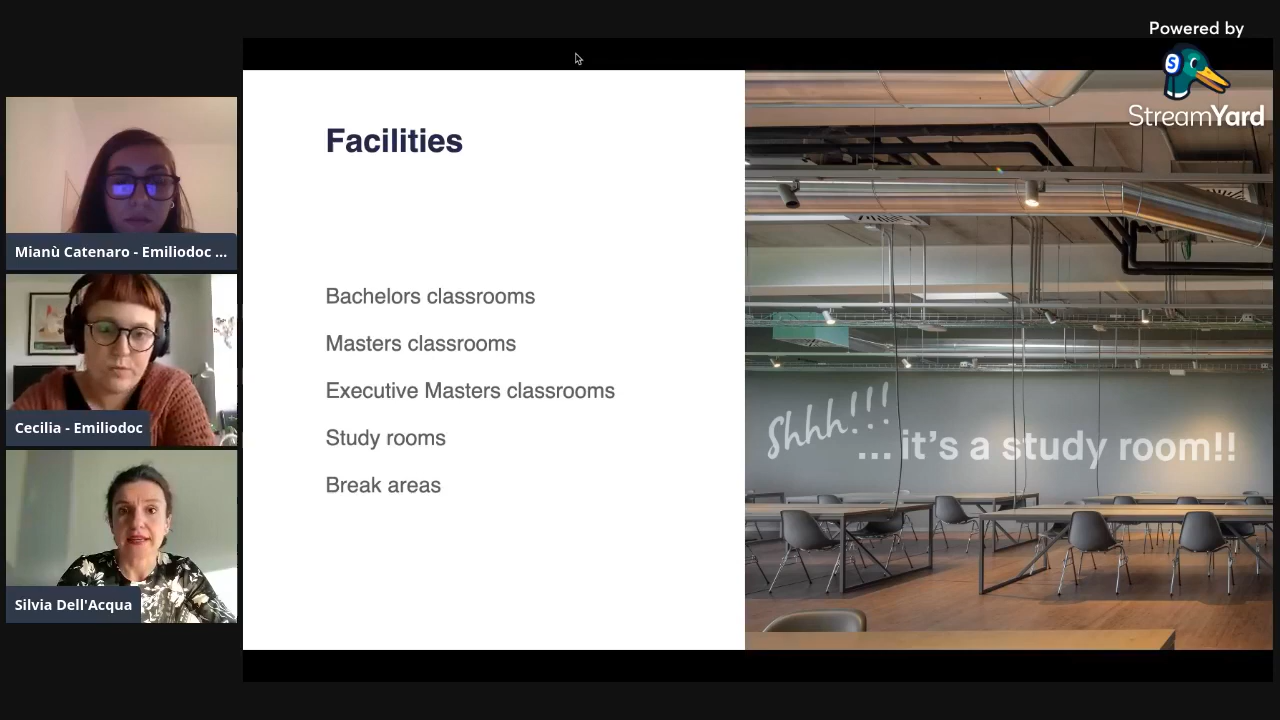 Powered by
StreamYard
Mianù Catenaro - Emiliodoc ...
Cecilia - Emiliodoc
Silvia Dell'Acqua
Facilities
Bachelors classrooms
Masters classrooms
Executive Masters classrooms
Study rooms
Break areas
Shhh!!!
...it's a study room!!